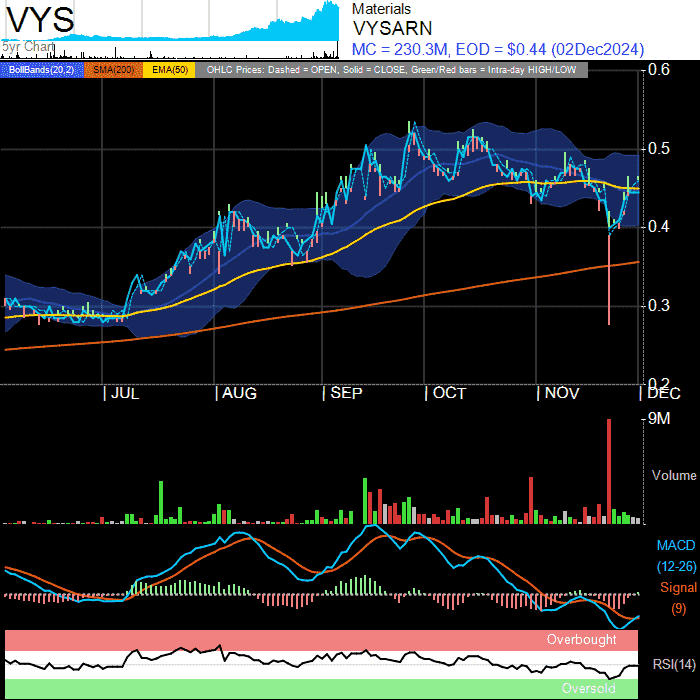 VYS
5yr Chart
Materials
VYSARN
MC = 230.3M, EOD = $0.44 (02Dec2024)
BollBands(20,2) SMA(200) EMA(50) OHLC Prices: Dashed = OPEN, Solid = CLOSE, Green/Red bars = Intra-day HIGH/LOW
0.6
0.5
0.4
0.3
0.2
JUL AUG SEP OCT NOV DEC
9M
Volume
MACD
(12-26)
Signal
(9)
Overbought
RSI(14)
Oversold